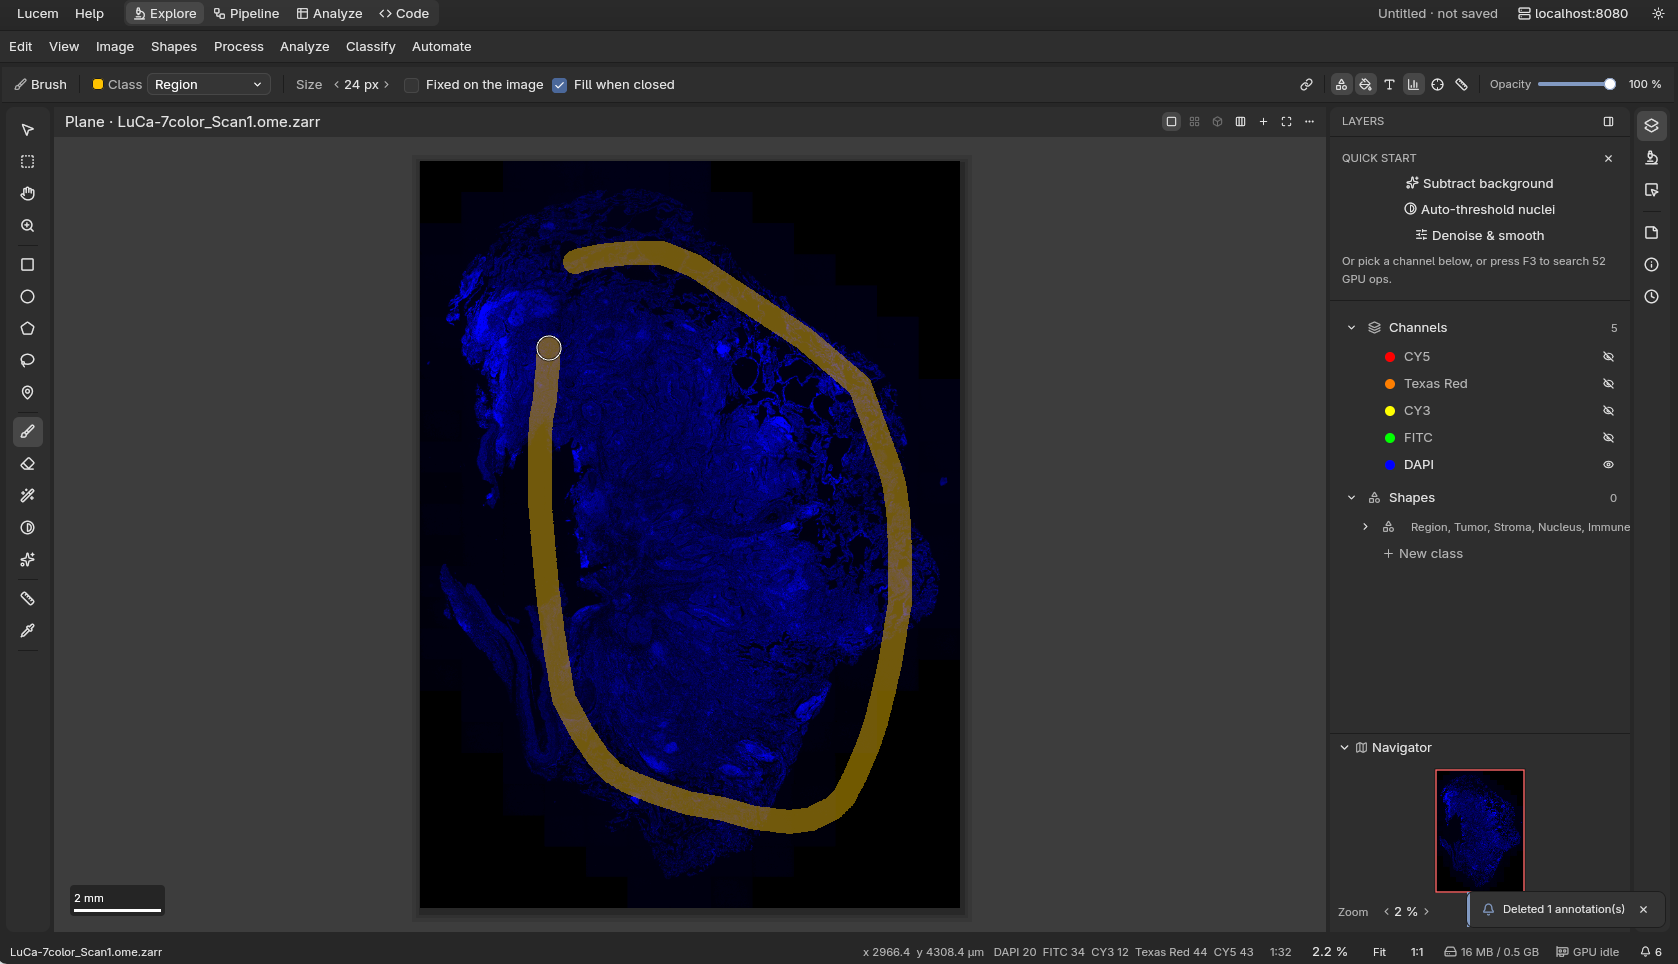 Lucem Help Explore Pipeline Analyze Code Untitled · not saved localhost:8080
Edit View Image Shapes Process Analyze Classify Automate
Brush Class Region Size 24 px Fixed on the image Fill when closed Opacity 100 %
Plane · LuCa-7color_Scan1.ome.zarr
LAYERS
QUICK START
Subtract background
Auto-threshold nuclei
Denoise & smooth
Or pick a channel below, or press F3 to search 52
GPU ops.
Channels 5
CY5
Texas Red
CY3
FITC
DAPI
Shapes 0
Region, Tumor, Stroma, Nucleus, Immune
New class
Navigator
2 mm
Zoom 2 %
Deleted 1 annotation(s)
LuCa-7color_Scan1.ome.zarr x 2966.4 y 4308.4 µm DAPI 20 FITC 34 CY3 12 Texas Red 44 CY5 43 1:32 2.2 % Fit 1:1 16 MB / 0.5 GB GPU idle 6